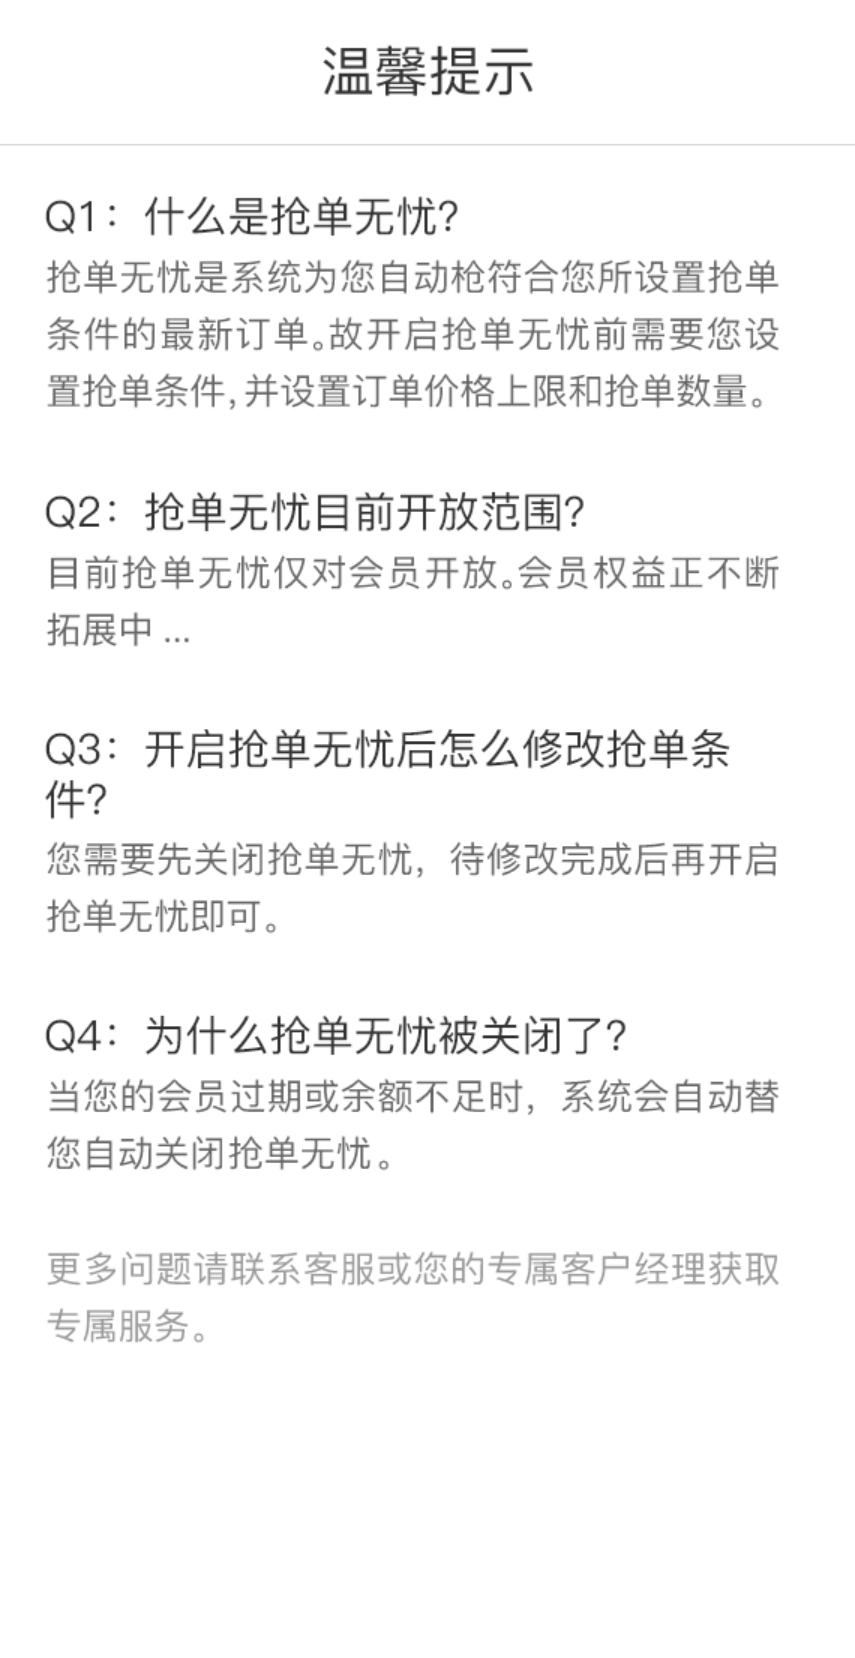 温馨提示
Q1：什么是抢单无忧?
抢单无忧是系统为您自动枪符合您所设置抢单
条件的最新订单。故开启抢单无忧前需要您设
置抢单条件,并设置订单价格上限和抢单数量。
Q2：抢单无忧目前开放范围?
目前抢单无忧仅对会员开放。会员权益正不断
拓展中 ...
Q3：开启抢单无忧后怎么修改抢单条
件?
您需要先关闭抢单无忧，待修改完成后再开启
抢单无忧即可。
Q4：为什么抢单无忧被关闭了?
当您的会员过期或余额不足时，系统会自动替
您自动关闭抢单无忧。
更多问题请联系客服或您的专属客户经理获取
专属服务。